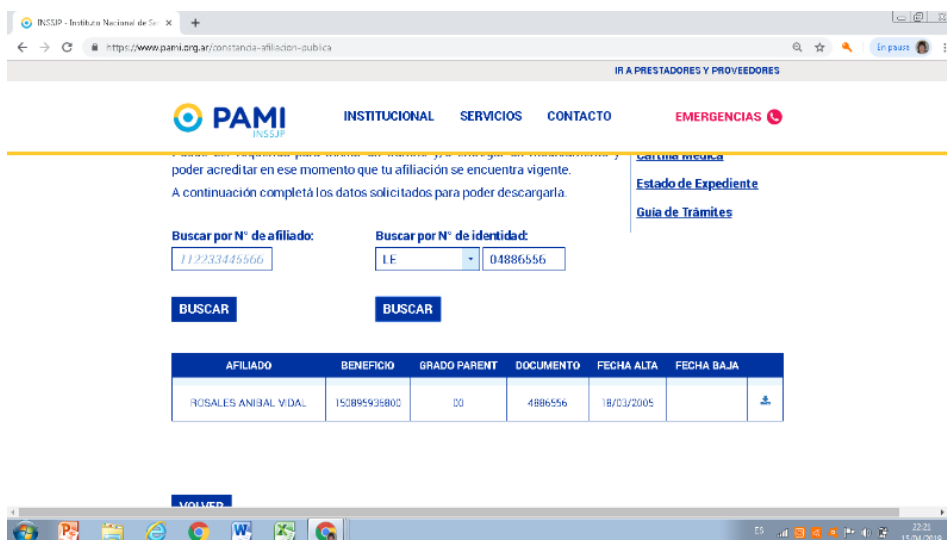 INSSJP - Instituto Nacional de Se
https://www.pami.org.ar/constancia-afiliacion-publica
En pausa
IR A PRESTADORES Y PROVEEDORES
PAMI
INSSJP
INSTITUCIONAL SERVICIOS CONTACTO EMERGENCIAS
poder acreditar en ese momento que tu afiliación se encuentra vigente.
A continuación completá los datos solicitados para poder descargarla.
Cartilla Médica
Estado de Expediente
Guía de Trámites
Buscar por N° de afiliado: Buscar por N° de identidad:
112233445566 LE 04886556
BUSCAR BUSCAR
AFILIADO BENEFICIO GRADO PARENT DOCUMENTO FECHA ALTA FECHA BAJA
ROSALES ANIBAL VIDAL 150895936800 00 4886556 18/03/2005
VOLVER
ES 22:21
15/04/2019